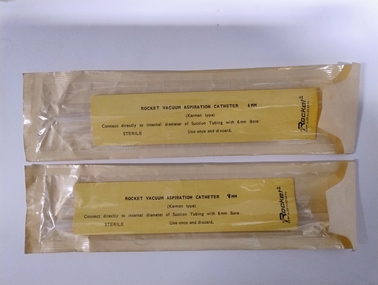 ROCKET VACUUM ASPIRATION CATHETER 6MM
(Karman type)
Connect directly to internal diameter of Suction Tubing with 6mm Bore
STERILE Use once and discard.
Rocket
ROCKET VACUUM ASPIRATION CATHETER 8MM
(Karman type)
Connect directly to internal diameter of Suction Tubing with 6mm Bore
STERILE Use once and discard.
Rocket